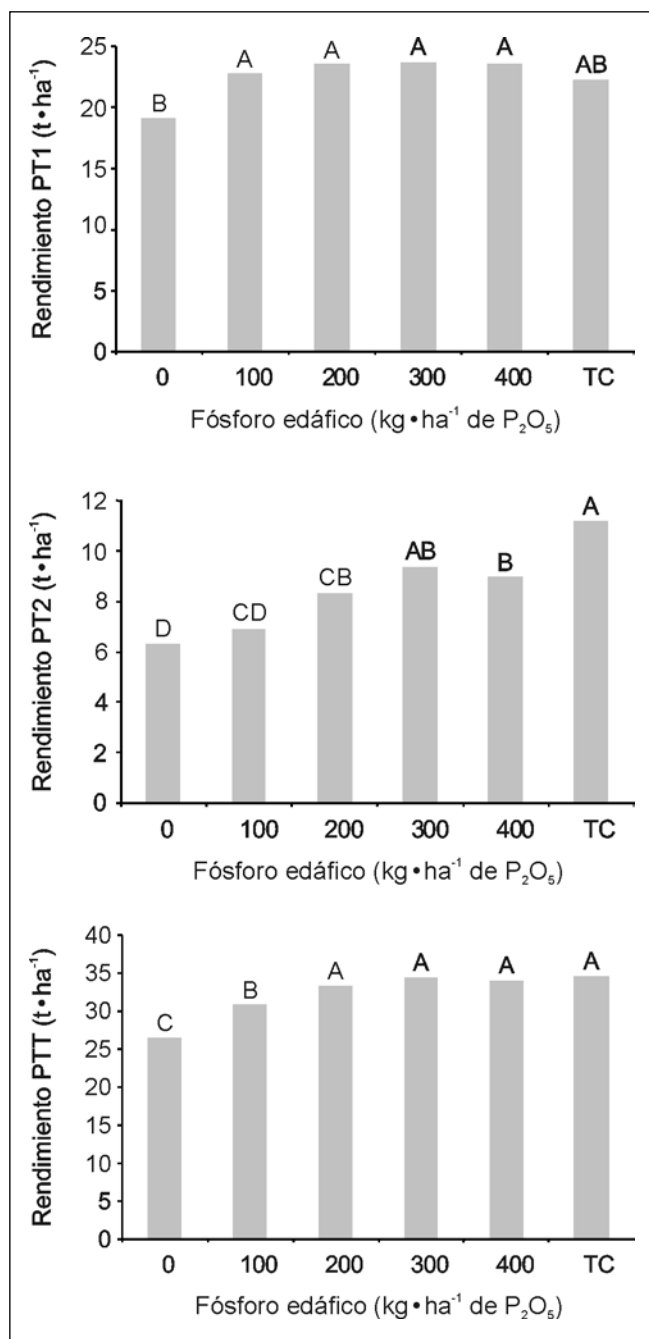 Rendimiento PT1 (t•ha⁻¹)
25
20
15
10
5
0
B
A
A
A
A
AB
0 100 200 300 400 TC
Fósforo edáfico (kg•ha⁻¹ de P₂O₅)
Rendimiento PT2 (t•ha⁻¹)
12
10
8
6
4
2
0
D
CD
CB
AB
B
A
0 100 200 300 400 TC
Fósforo edáfico (kg•ha⁻¹ de P₂O₅)
Rendimiento PTT (t•ha⁻¹)
40
35
30
25
20
15
10
5
0
C
B
A
A
A
A
0 100 200 300 400 TC
Fósforo edáfico (kg•ha⁻¹ de P₂O₅)